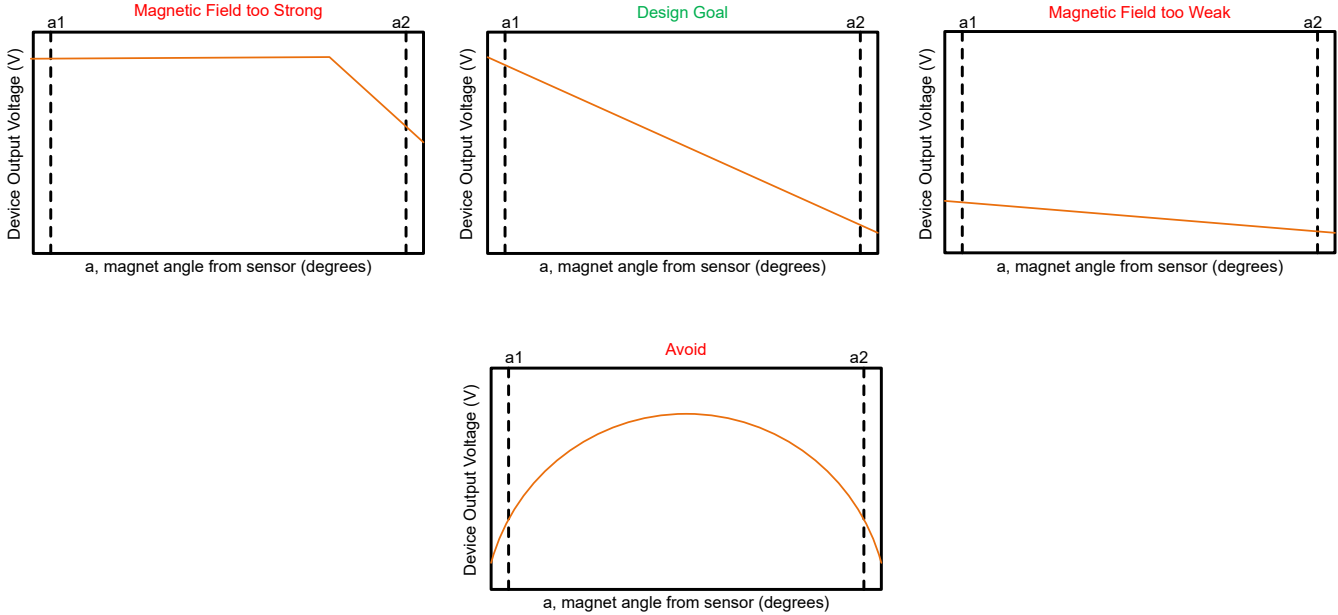 Magnetic Field too Strong
a1
a2
Device Output Voltage (V)
a, magnet angle from sensor (degrees)
Design Goal
a1
a2
Device Output Voltage (V)
a, magnet angle from sensor (degrees)
Magnetic Field too Weak
a1
a2
Device Output Voltage (V)
a, magnet angle from sensor (degrees)
Avoid
a1
a2
Device Output Voltage (V)
a, magnet angle from sensor (degrees)